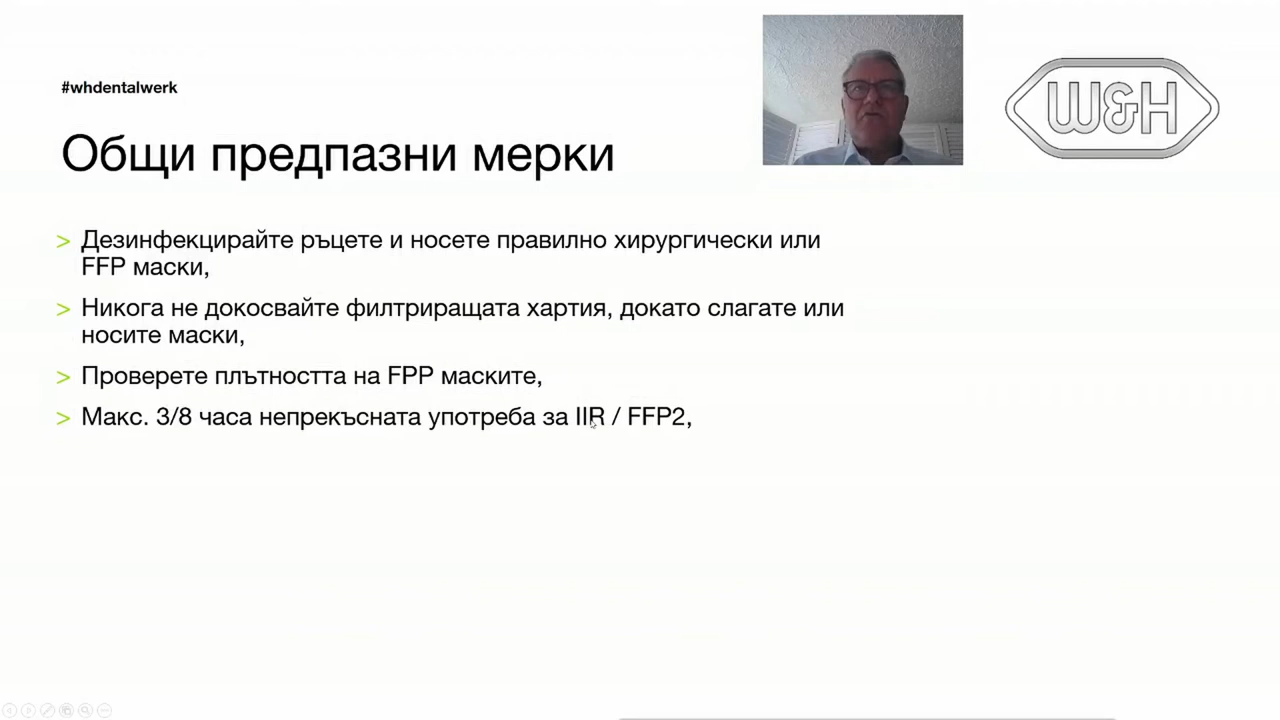 #whdentalwerk
W&H
Общи предпазни мерки
> Дезинфекцирайте ръцете и носете правилно хирургически или
FFP маски,
> Никога не докосвайте филтриращата хартия, докато слагате или
носите маски,
> Проверете плътността на FPP маските,
> Макс. 3/8 часа непрекъсната употреба за IIR / FFP2,